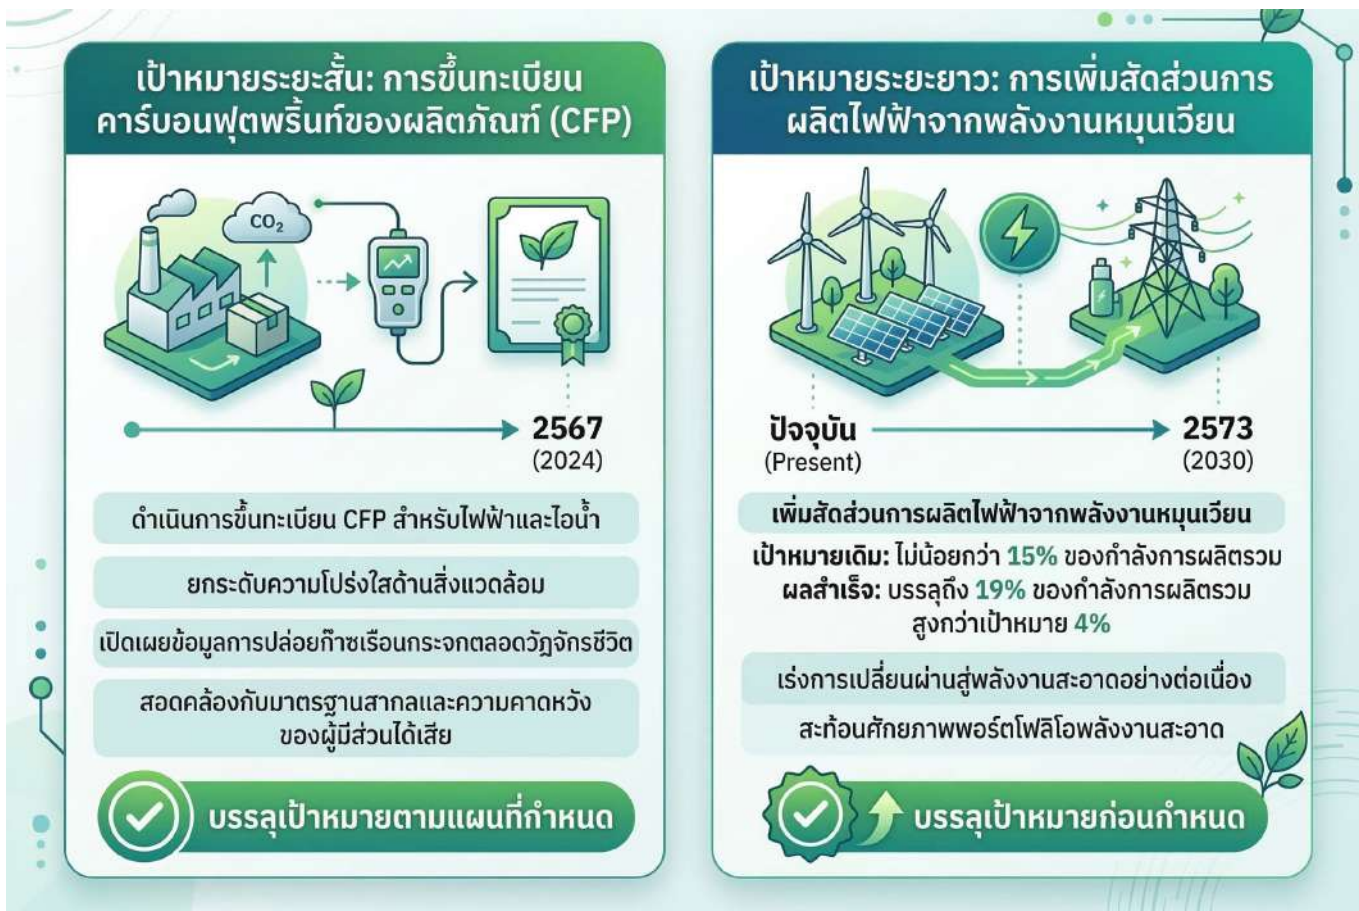 เป้าหมายระยะสั้น: การขึ้นทะเบียน
คาร์บอนฟุตพริ้นท์ของผลิตภัณฑ์ (CFP)
CO₂
2567
(2024)
ดำเนินการขึ้นทะเบียน CFP สำหรับไฟฟ้าและไอน้ำ
ยกระดับความโปร่งใสด้านสิ่งแวดล้อม
เปิดเผยข้อมูลการปล่อยก๊าซเรือนกระจกตลอดวัฏจักรชีวิต
สอดคล้องกับมาตรฐานสากลและความคาดหวัง
ของผู้มีส่วนได้เสีย
บรรลุเป้าหมายตามแผนที่กำหนด
เป้าหมายระยะยาว: การเพิ่มสัดส่วนการ
ผลิตไฟฟ้าจากพลังงานหมุนเวียน
ปัจจุบัน
(Present)
2573
(2030)
เพิ่มสัดส่วนการผลิตไฟฟ้าจากพลังงานหมุนเวียน
เป้าหมายเดิม: ไม่น้อยกว่า 15% ของกำลังการผลิตรวม
ผลสำเร็จ: บรรลุถึง 19% ของกำลังการผลิตรวม
สูงกว่าเป้าหมาย 4%
เร่งการเปลี่ยนผ่านสู่พลังงานสะอาดอย่างต่อเนื่อง
สะท้อนศักยภาพพอร์ตโฟลิโอพลังงานสะอาด
บรรลุเป้าหมายก่อนกำหนด